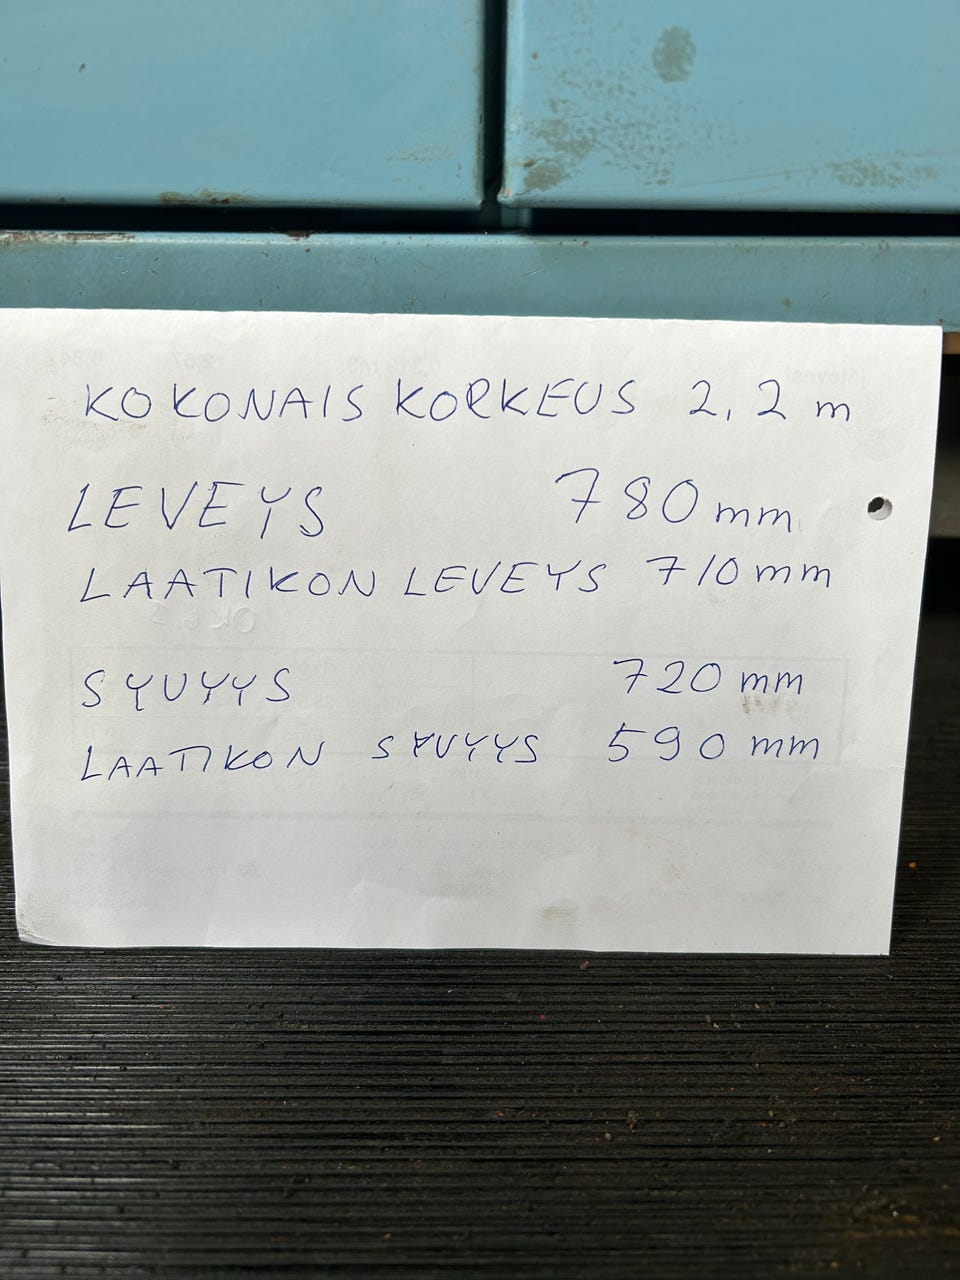 KOKONAIS KORKEUS 2,2 m
LEVEYS 780 mm
LAATIKON LEVEYS 710 mm
SYVYYS 720 mm
LAATIKON SYVYYS 590 mm